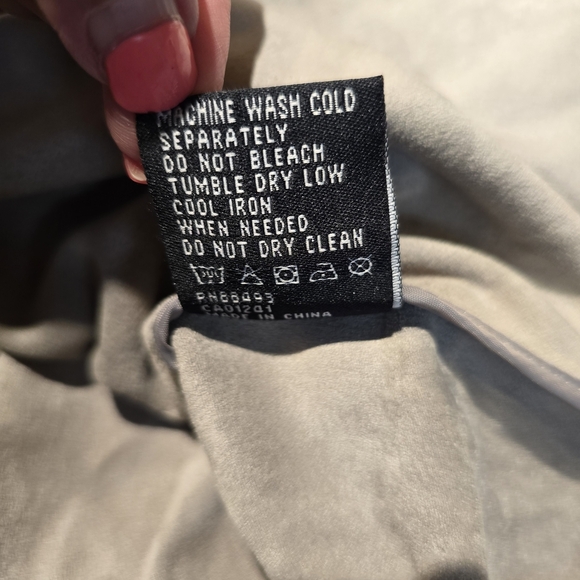 MACHINE WASH COLD
SEPARATELY
DO NOT BLEACH
TUMBLE DRY LOW
COOL IRON
WHEN NEEDED
DO NOT DRY CLEAN
RN88493
CA01241
MADE IN CHINA